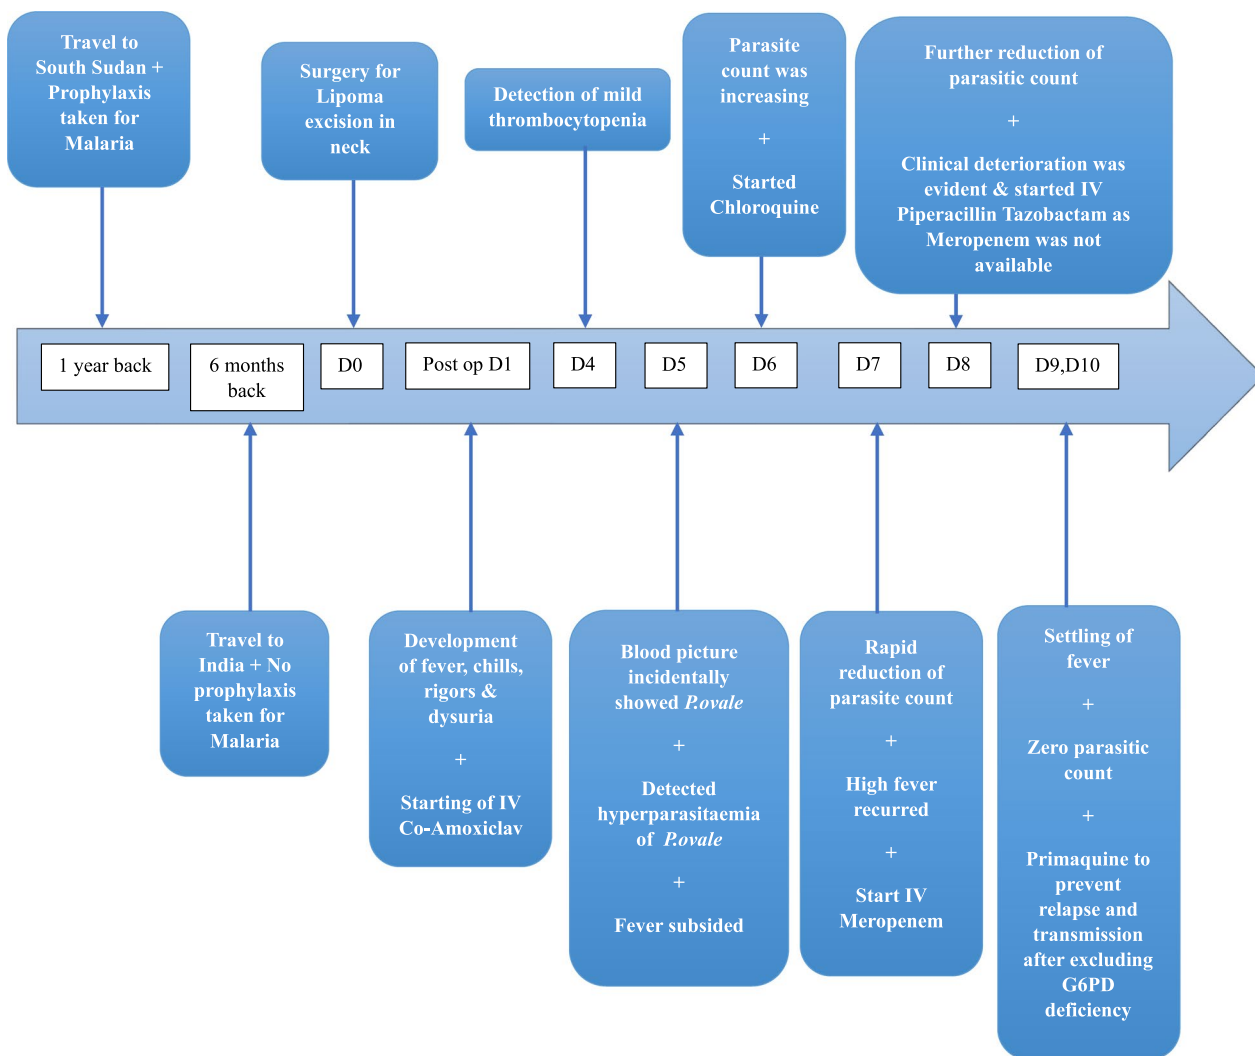 Travel to
South Sudan +
Prophylaxis
taken for
Malaria
Surgery for
Lipoma
excision in
neck
Detection of mild
thrombocytopenia
Parasite
count was
increasing
+
Started
Chloroquine
Further reduction of
parasitic count
+
Clinical deterioration was
evident & started IV
Piperacillin Tazobactam as
Meropenem was not
available
1 year back
6 months
back
D0
Post op D1
D4
D5
D6
D7
D8
D9,D10
Travel to
India + No
prophylaxis
taken for
Malaria
Development
of fever, chills,
rigors &
dysuria
+
Starting of IV
Co-Amoxiclav
Blood picture
incidentally
showed P.ovale
+
Detected
hyperparasitaemia
of P.ovale
+
Fever subsided
Rapid
reduction of
parasite count
+
High fever
recurred
+
Start IV
Meropenem
Settling of
fever
+
Zero parasitic
count
+
Primaquine to
prevent
relapse and
transmission
after excluding
G6PD
deficiency